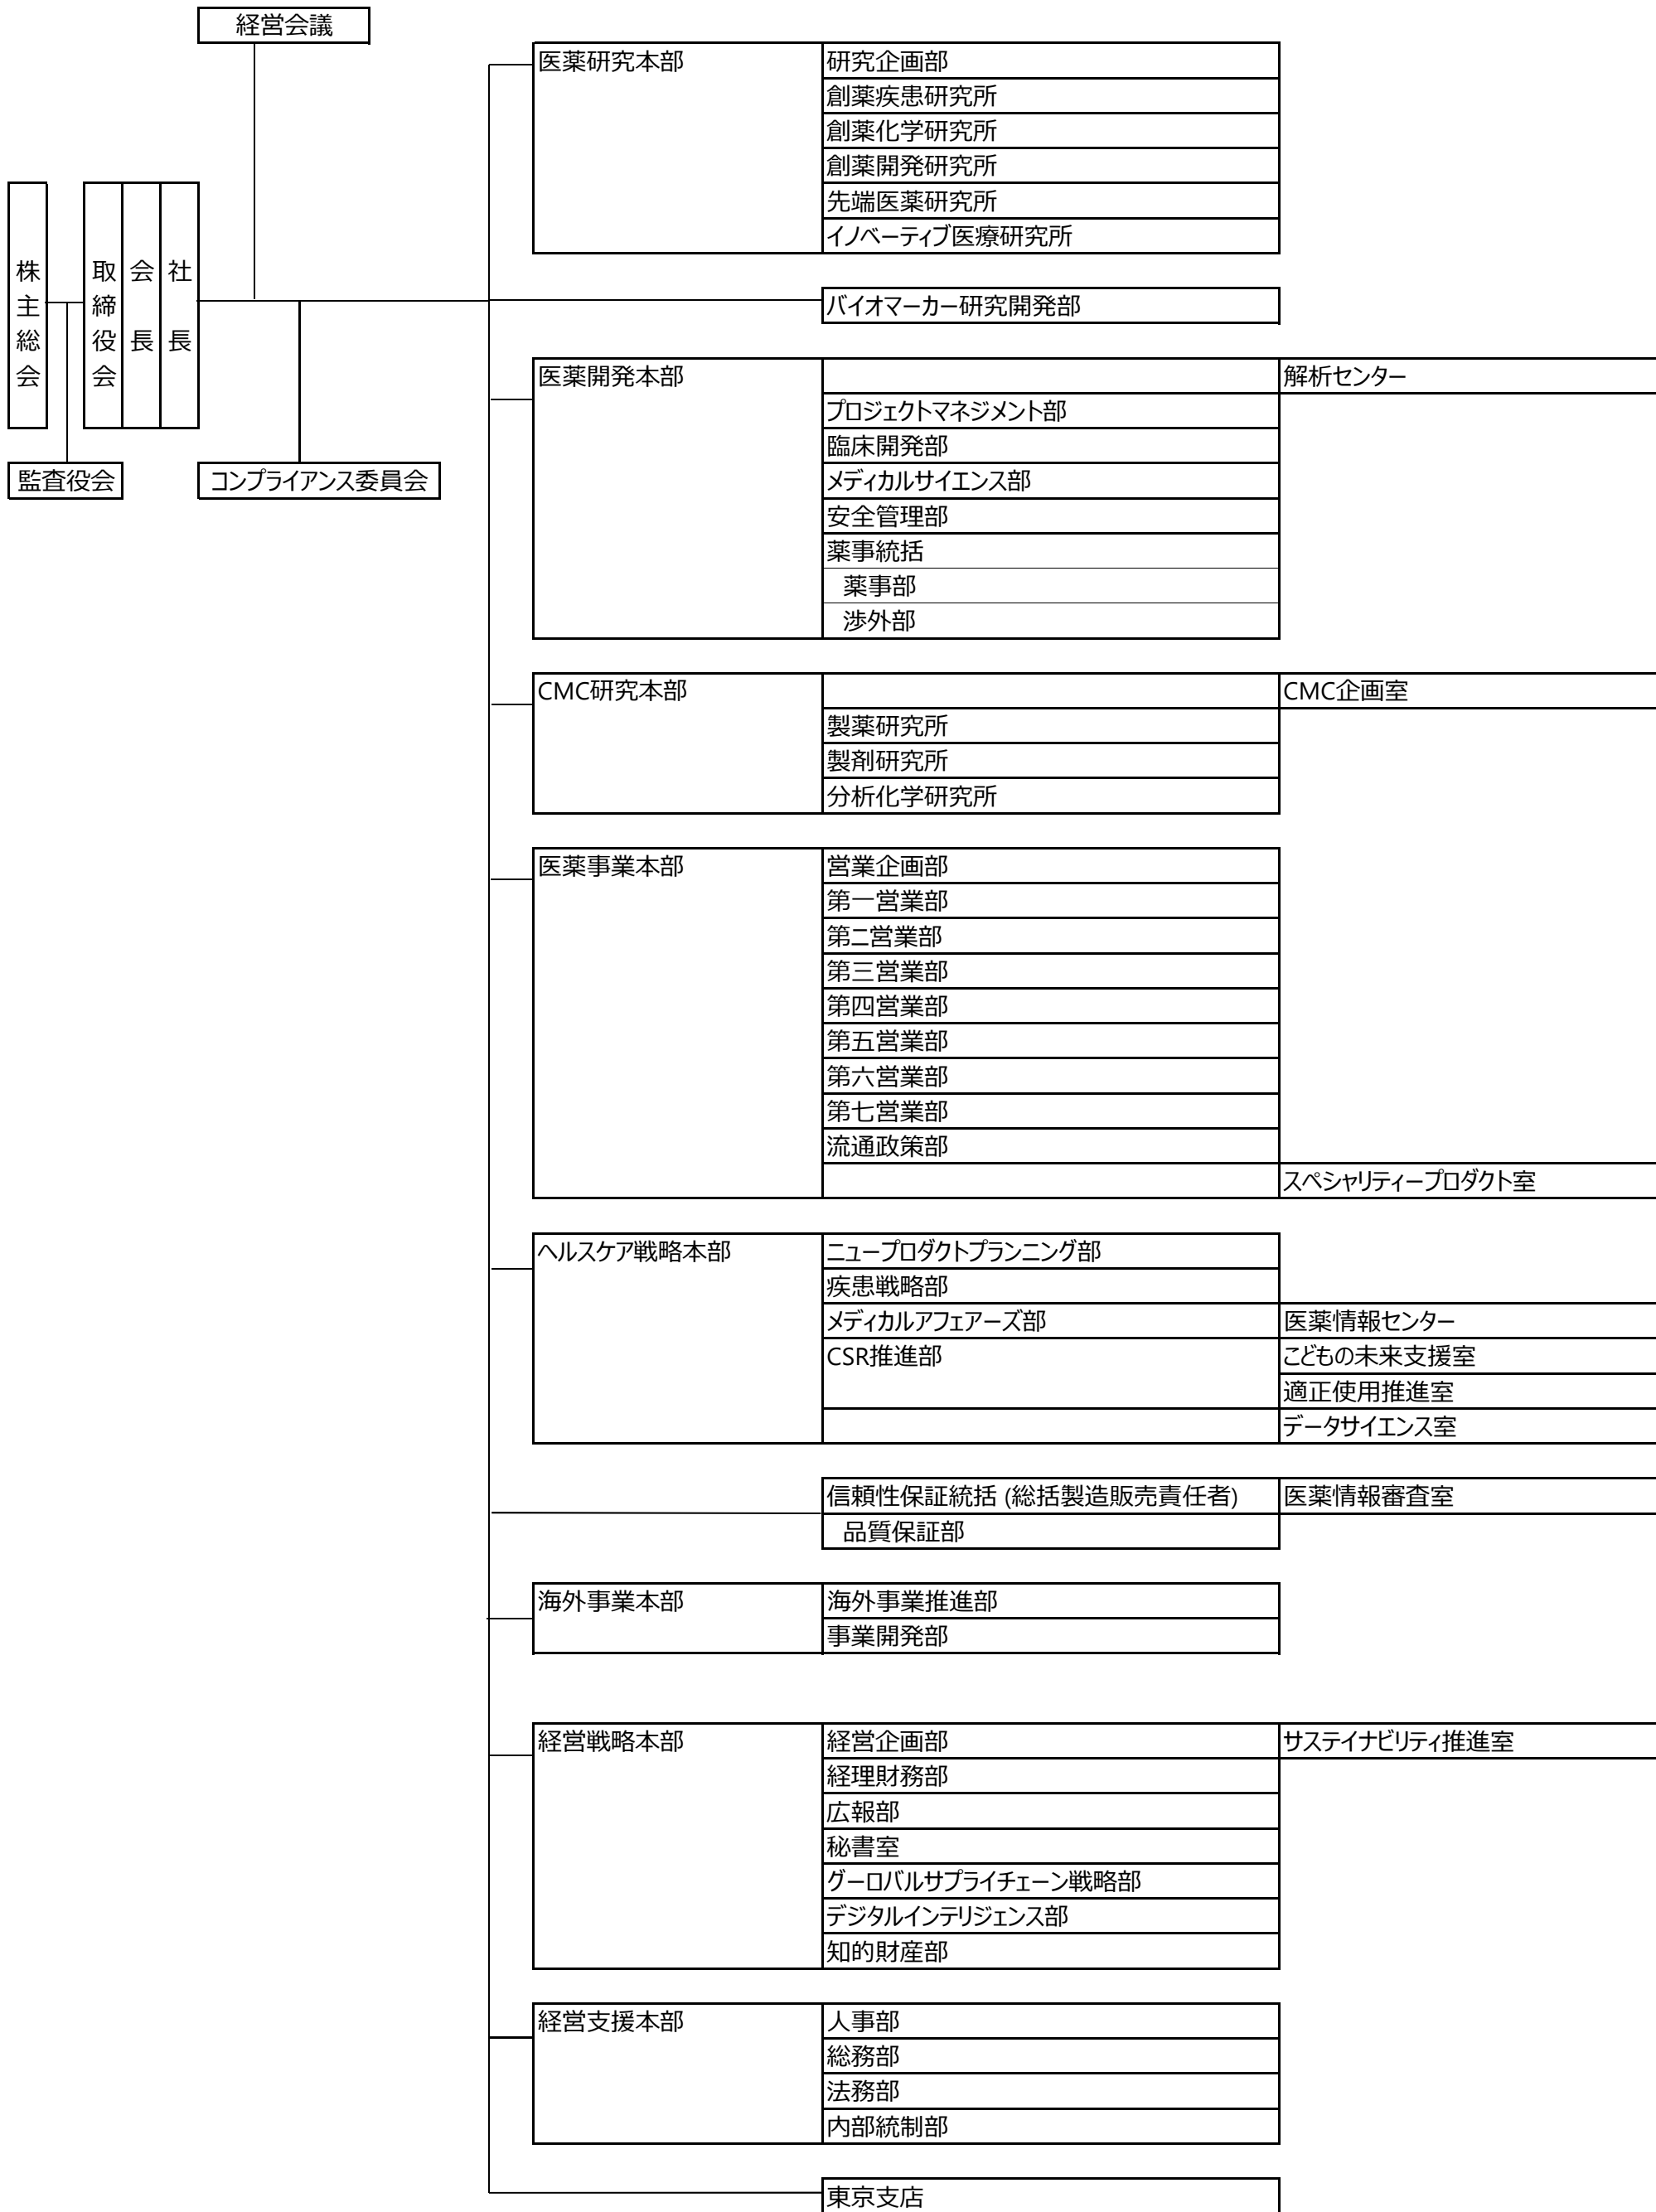 経営会議
株主総会
取締役会
会長
社長
監査役会
コンプライアンス委員会
医薬研究本部
研究企画部
創薬疾患研究所
創薬化学研究所
創薬開発研究所
先端医薬研究所
イノベーティブ医療研究所
バイオマーカー研究開発部
医薬開発本部
解析センター
プロジェクトマネジメント部
臨床開発部
メディカルサイエンス部
安全管理部
薬事統括
薬事部
渉外部
CMC研究本部
CMC企画室
製薬研究所
製剤研究所
分析化学研究所
医薬事業本部
営業企画部
第一営業部
第二営業部
第三営業部
第四営業部
第五営業部
第六営業部
第七営業部
流通政策部
スペシャリティープロダクト室
ヘルスケア戦略本部
ニュープロダクトプランニング部
疾患戦略部
メディカルアフェアーズ部
医薬情報センター
CSR推進部
こどもの未来支援室
適正使用推進室
データサイエンス室
信頼性保証統括 (総括製造販売責任者)
医薬情報審査室
品質保証部
海外事業本部
海外事業推進部
事業開発部
経営戦略本部
経営企画部
サステイナビリティ推進室
経理財務部
広報部
秘書室
グーロバルサプライチェーン戦略部
デジタルインテリジェンス部
知的財産部
経営支援本部
人事部
総務部
法務部
内部統制部
東京支店